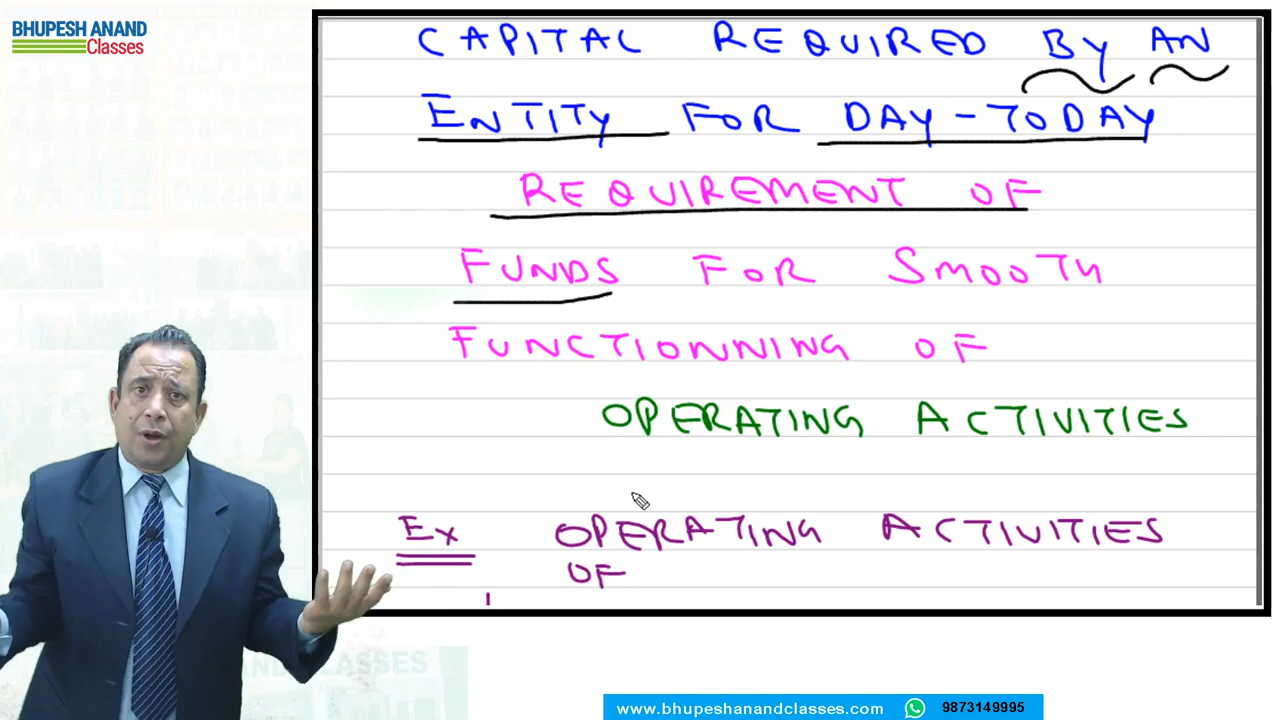 BHUPESH ANAND
Classes
CAPITAL REQUIRED BY AN
ENTITY FOR DAY-TODAY
REQUIREMENT OF
FUNDS FOR SMOOTH
FUNCTIONNING OF
OPERATING ACTIVITIES
Ex OPERATING ACTIVITIES
OF
CLASSES
www.bhupeshanandclasses.com 9873149995